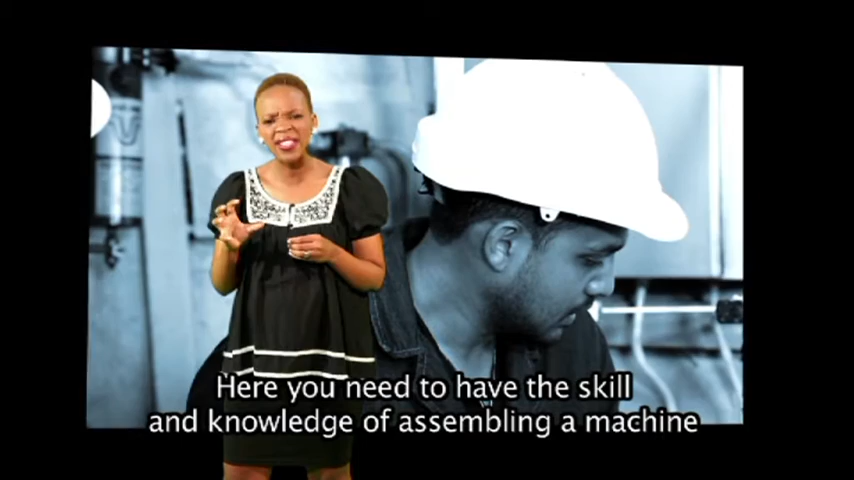 Here you need to have the skill
and knowledge of assembling a machine